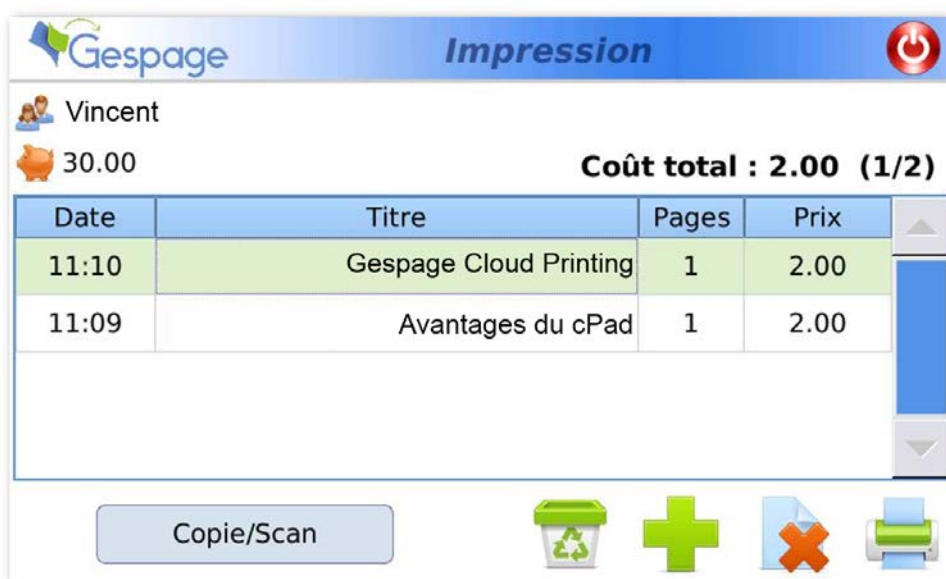 Gespage
Impression
Vincent
30.00
Coût total : 2.00 (1/2)
Date Titre Pages Prix
11:10 Gespage Cloud Printing 1 2.00
11:09 Avantages du cPad 1 2.00
Copie/Scan